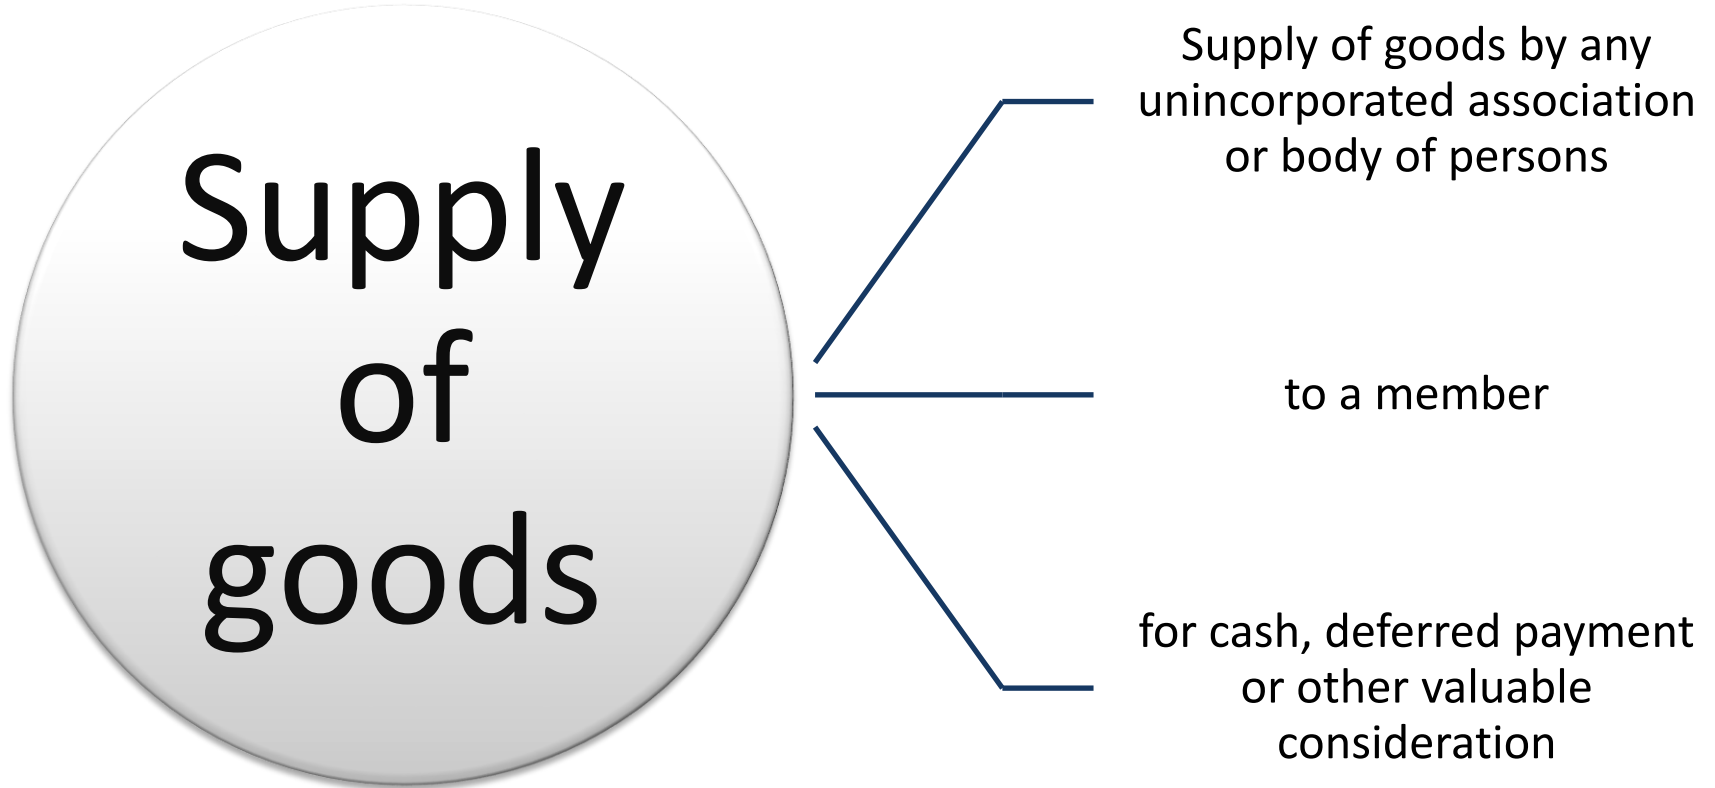 Supply
of
goods
Supply of goods by any
unincorporated association
or body of persons
to a member
for cash, deferred payment
or other valuable
consideration